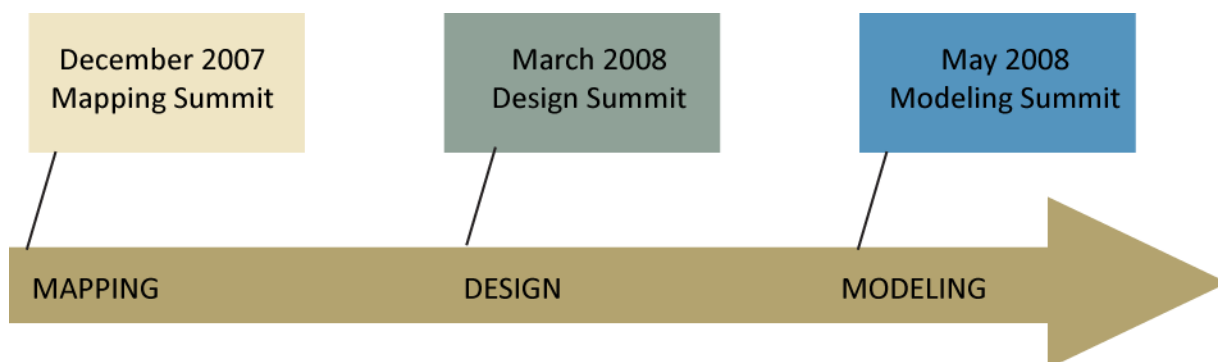 December 2007
Mapping Summit
March 2008
Design Summit
May 2008
Modeling Summit
MAPPING
DESIGN
MODELING